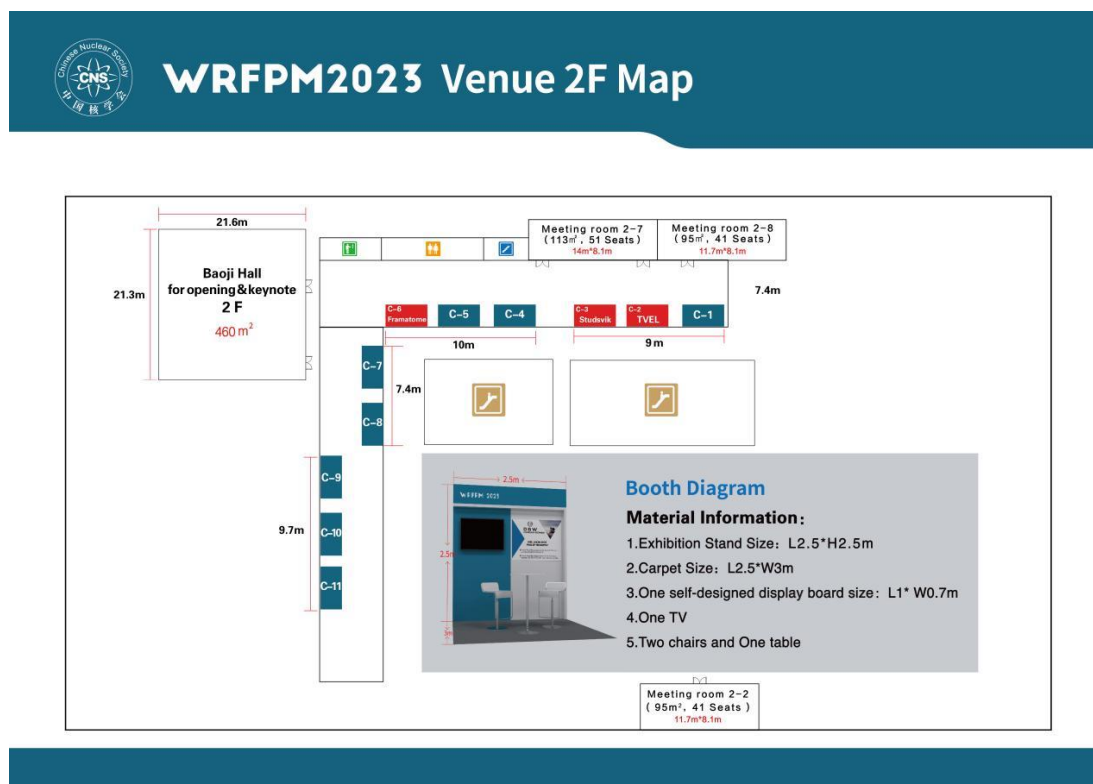 Chinese Nuclear Society
CNS
中国核学会
WRFPM2023 Venue 2F Map
21.6m
21.3m
Baoji Hall
for opening & keynote
2 F
460 m²
Meeting room 2-7
(113㎡, 51 Seats)
14m*8.1m
Meeting room 2-8
(95㎡, 41 Seats)
11.7m*8.1m
7.4m
C-6
Framatome
C-5
C-4
C-3
Studsvik
C-2
TVEL
C-1
10m
9m
C-7
C-8
7.4m
C-9
C-10
C-11
9.7m
2.5m
WRFPM 2023
2.5m
3m
Booth Diagram
Material Information:
1.Exhibition Stand Size: L2.5*H2.5m
2.Carpet Size: L2.5*W3m
3.One self-designed display board size: L1* W0.7m
4.One TV
5.Two chairs and One table
Meeting room 2-2
( 95m², 41 Seats )
11.7m*8.1m